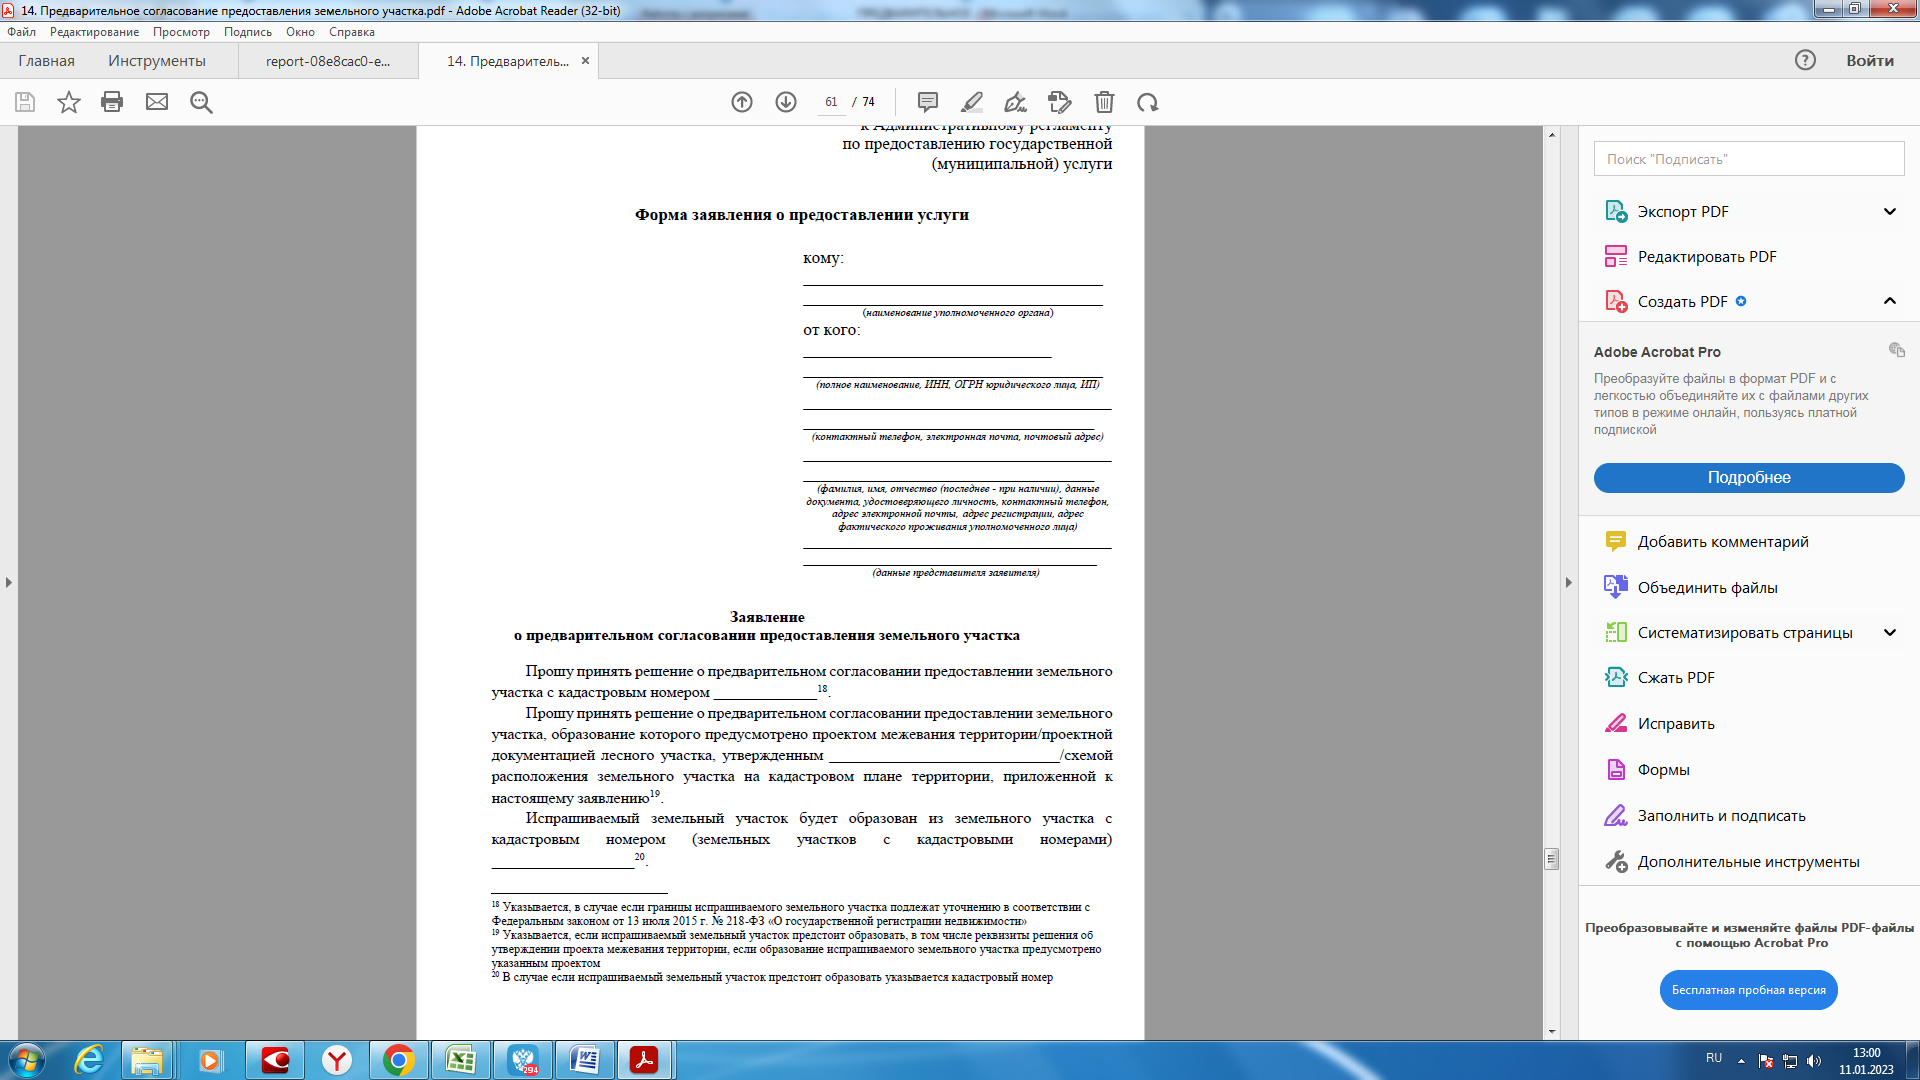 14. Предварительное согласование предоставления земельного участка.pdf - Adobe Acrobat Reader (32-bit)
Файл Редактирование Просмотр Подпись Окно Справка
Главная Инструменты report-08e8cac0-e... 14. Предваритель... × ? Войти
61 / 74
к Административному регламенту
по предоставлению государственной
(муниципальной) услуги
Форма заявления о предоставлении услуги
кому:
(наименование уполномоченного органа)
от кого:
(полное наименование, ИНН, ОГРН юридического лица, ИП)
(контактный телефон, электронная почта, почтовый адрес)
(фамилия, имя, отчество (последнее - при наличии), данные
документа, удостоверяющего личность, контактный телефон,
адрес электронной почты, адрес регистрации, адрес
фактического проживания уполномоченного лица)
(данные представителя заявителя)
Заявление
о предварительном согласовании предоставления земельного участка
Прошу принять решение о предварительном согласовании предоставлении земельного
участка с кадастровым номером ______________18.
Прошу принять решение о предварительном согласовании предоставлении земельного
участка, образование которого предусмотрено проектом межевания территории/проектной
документацией лесного участка, утвержденным ______________________________/схемой
расположения земельного участка на кадастровом плане территории, приложенной к
настоящему заявлению19.
Испрашиваемый земельный участок будет образован из земельного участка с
кадастровым номером (земельных участков с кадастровыми номерами)
___________________20.
18 Указывается, в случае если границы испрашиваемого земельного участка подлежат уточнению в соответствии с
Федеральным законом от 13 июля 2015 г. № 218-ФЗ «О государственной регистрации недвижимости»
19 Указывается, если испрашиваемый земельный участок предстоит образовать, в том числе реквизиты решения об
утверждении проекта межевания территории, если образование испрашиваемого земельного участка предусмотрено
указанным проектом
20 В случае если испрашиваемый земельный участок предстоит образовать указывается кадастровый номер
Поиск "Подписать"
Экспорт PDF
Редактировать PDF
Создать PDF
Adobe Acrobat Pro
Преобразуйте файлы в формат PDF и с
легкостью объединяйте их с файлами других
типов в режиме онлайн, пользуясь платной
подпиской
Подробнее
Добавить комментарий
Объединить файлы
Систематизировать страницы
Сжать PDF
Исправить
Формы
Заполнить и подписать
Дополнительные инструменты
Преобразовывайте и изменяйте файлы PDF-файлы
с помощью Acrobat Pro
Бесплатная пробная версия
294
RU
13:00
11.01.2023